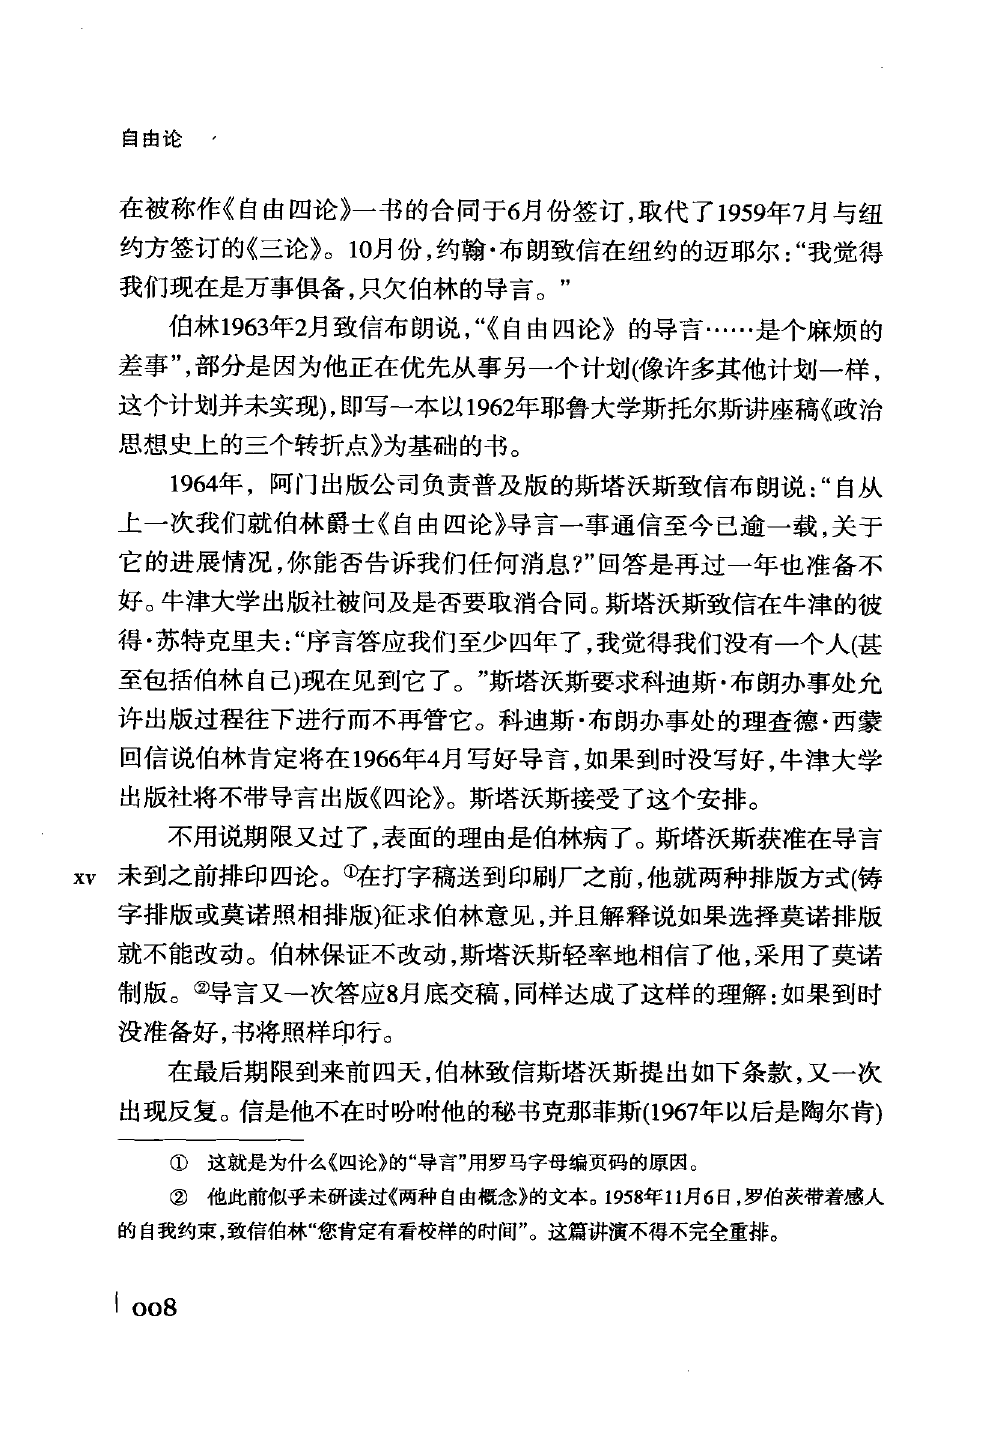 自由论
在被称作《自由四论》一书的合同于6月份签订,取代了1959年7月与纽
约方签订的《三论》。10月份,约翰·布朗致信在纽约的迈耶尔:“我觉得
我们现在是万事俱备,只欠伯林的导言。”
伯林1963年2月致信布朗说,“《自由四论》的导言……是个麻烦的
差事”,部分是因为他正在优先从事另一个计划(像许多其他计划一样,
这个计划并未实现),即写一本以1962年耶鲁大学斯托尔斯讲座稿《政治
思想史上的三个转折点》为基础的书。
1964年,阿门出版公司负责普及版的斯塔沃斯致信布朗说:“自从
上一次我们就伯林爵士《自由四论》导言一事通信至今已逾一载,关于
它的进展情况,你能否告诉我们任何消息?”回答是再过一年也准备不
好。牛津大学出版社被问及是否要取消合同。斯塔沃斯致信在牛津的彼
得·苏特克里夫:“序言答应我们至少四年了,我觉得我们没有一个人(甚
至包括伯林自己)现在见到它了。”斯塔沃斯要求科迪斯·布朗办事处允
许出版过程往下进行而不再管它。科迪斯·布朗办事处的理查德·西蒙
回信说伯林肯定将在1966年4月写好导言,如果到时没写好,牛津大学
出版社将不带导言出版《四论》。斯塔沃斯接受了这个安排。
不用说期限又过了,表面的理由是伯林病了。斯塔沃斯获准在导言
xv 未到之前排印四论。①在打字稿送到印刷厂之前,他就两种排版方式(铸
字排版或莫诺照相排版)征求伯林意见,并且解释说如果选择莫诺排版
就不能改动。伯林保证不改动,斯塔沃斯轻率地相信了他,采用了莫诺
制版。②导言又一次答应8月底交稿,同样达成了这样的理解:如果到时
没准备好,书将照样印行。
在最后期限到来前四天,伯林致信斯塔沃斯提出如下条款,又一次
出现反复。信是他不在时吩咐他的秘书克那菲斯(1967年以后是陶尔肯)
① 这就是为什么《四论》的“导言”用罗马字母编页码的原因。
② 他此前似乎未研读过《两种自由概念》的文本。1958年11月6日,罗伯茨带着感人
的自我约束,致信伯林“您肯定有看校样的时间”。这篇讲演不得不完全重排。
008